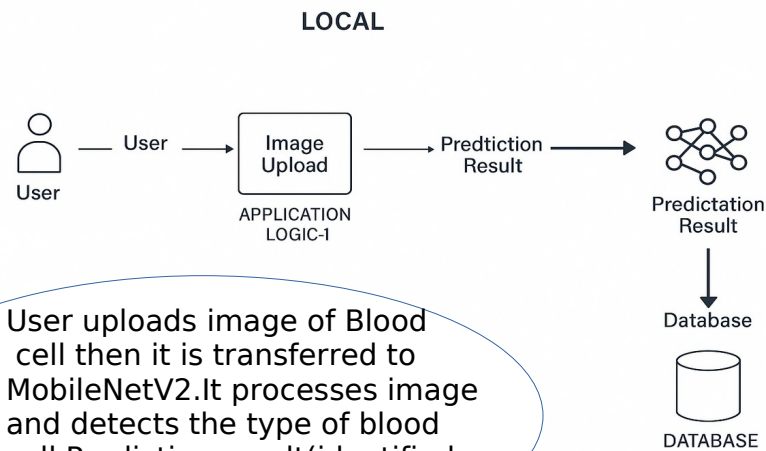 LOCAL
User
User
Image
Upload
APPLICATION
LOGIC-1
Predtiction
Result
Predictation
Result
Database
DATABASE
User uploads image of Blood
cell then it is transferred to
MobileNetV2.It processes image
and detects the type of blood